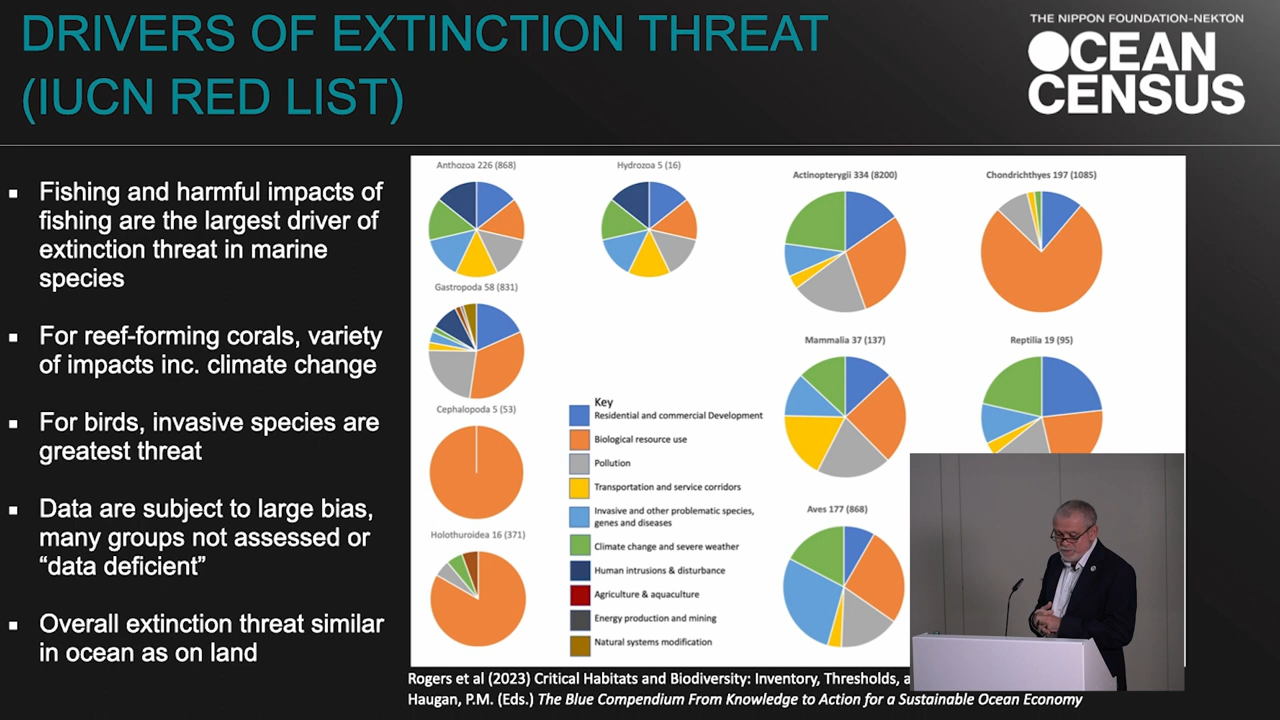 DRIVERS OF EXTINCTION THREAT
(IUCN RED LIST)
THE NIPPON FOUNDATION-NEKTON
OCEAN
CENSUS
▪ Fishing and harmful impacts of
fishing are the largest driver of
extinction threat in marine
species
▪ For reef-forming corals, variety
of impacts inc. climate change
▪ For birds, invasive species are
greatest threat
▪ Data are subject to large bias,
many groups not assessed or
“data deficient”
▪ Overall extinction threat similar
in ocean as on land
Anthozoa 226 (868)
Hydrozoa 5 (16)
Actinopterygii 334 (8200)
Chondrichthyes 197 (1085)
Gastropoda 58 (831)
Mammalia 37 (137)
Reptilia 19 (95)
Cephalopoda 5 (53)
Holothuroidea 16 (371)
Aves 177 (868)
Key
Residential and commercial Development
Biological resource use
Pollution
Transportation and service corridors
Invasive and other problematic species,
genes and diseases
Climate change and severe weather
Human intrusions & disturbance
Agriculture & aquaculture
Energy production and mining
Natural systems modification
Rogers et al (2023) Critical Habitats and Biodiversity: Inventory, Thresholds,
Haugan, P.M. (Eds.) The Blue Compendium From Knowledge to Action for a Sustainable Ocean Economy